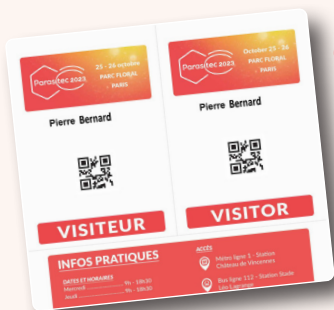 Parasitec 2023
25 - 26 octobre
PARC FLORAL
- PARIS
Pierre Bernard
VISITEUR
Parasitec 2023
October 25 - 26
PARC FLORAL
- PARIS
Pierre Bernard
VISITOR
INFOS PRATIQUES
DATES ET HORAIRES
Mercredi ............ 9h - 18h30
Jeudi ............ 9h - 18h30
ACCÈS
Métro ligne 1 - Station
Château de Vincennes
Bus ligne 112 - Station Stade
Léo Lagrange